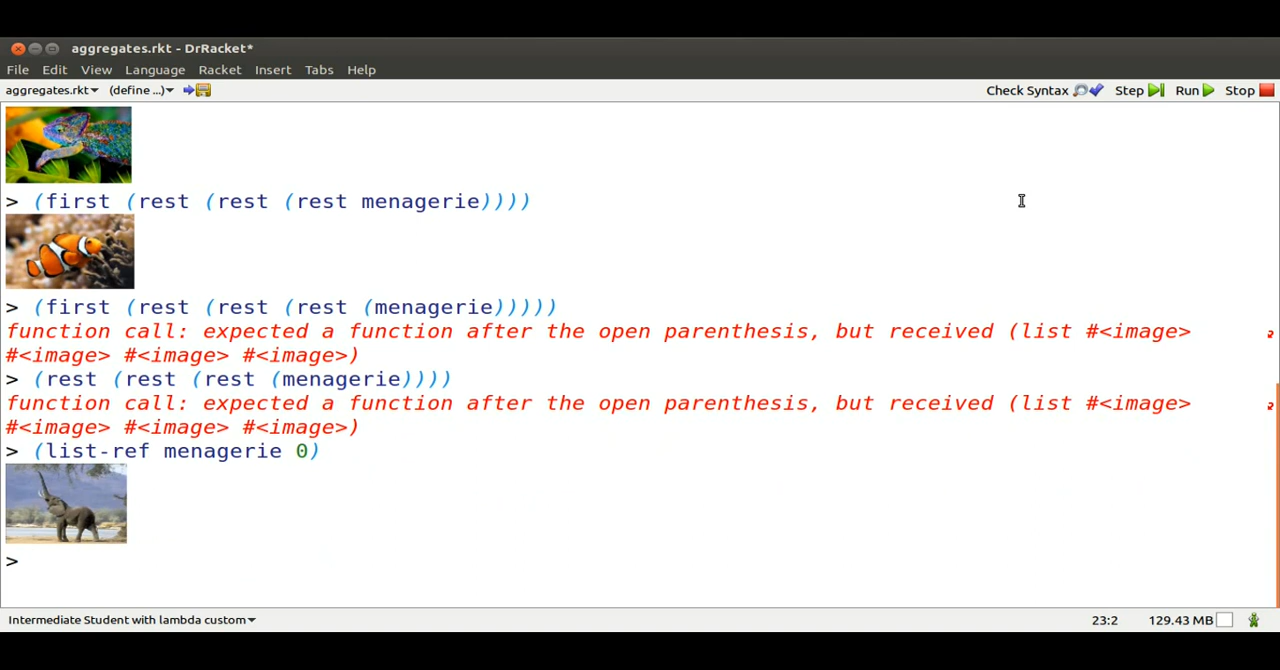 aggregates.rkt - DrRacket*
File Edit View Language Racket Insert Tabs Help
aggregates.rkt (define ...) Check Syntax Step Run Stop
> (first (rest (rest (rest menagerie))))
> (first (rest (rest (rest (menagerie)))))
function call: expected a function after the open parenthesis, but received (list #<image>
#<image> #<image> #<image>)
> (rest (rest (rest (menagerie))))
function call: expected a function after the open parenthesis, but received (list #<image>
#<image> #<image> #<image>)
> (list-ref menagerie 0)
>
Intermediate Student with lambda custom 23:2 129.43 MB